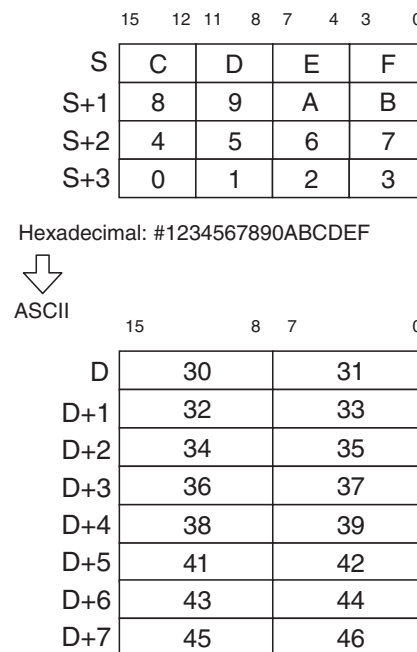 15 12 11 8 7 4 3 0
S C D E F
S+1 8 9 A B
S+2 4 5 6 7
S+3 0 1 2 3
Hexadecimal: #1234567890ABCDEF
ASCII
15 8 7 0
D 30 31
D+1 32 33
D+2 34 35
D+3 36 37
D+4 38 39
D+5 41 42
D+6 43 44
D+7 45 46